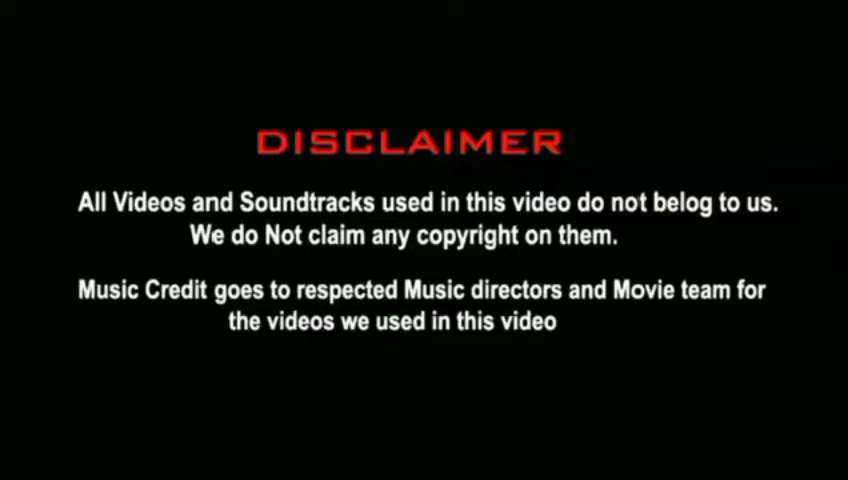 DISCLAIMER
All Videos and Soundtracks used in this video do not belog to us.
We do Not claim any copyright on them.
Music Credit goes to respected Music directors and Movie team for
the videos we used in this video